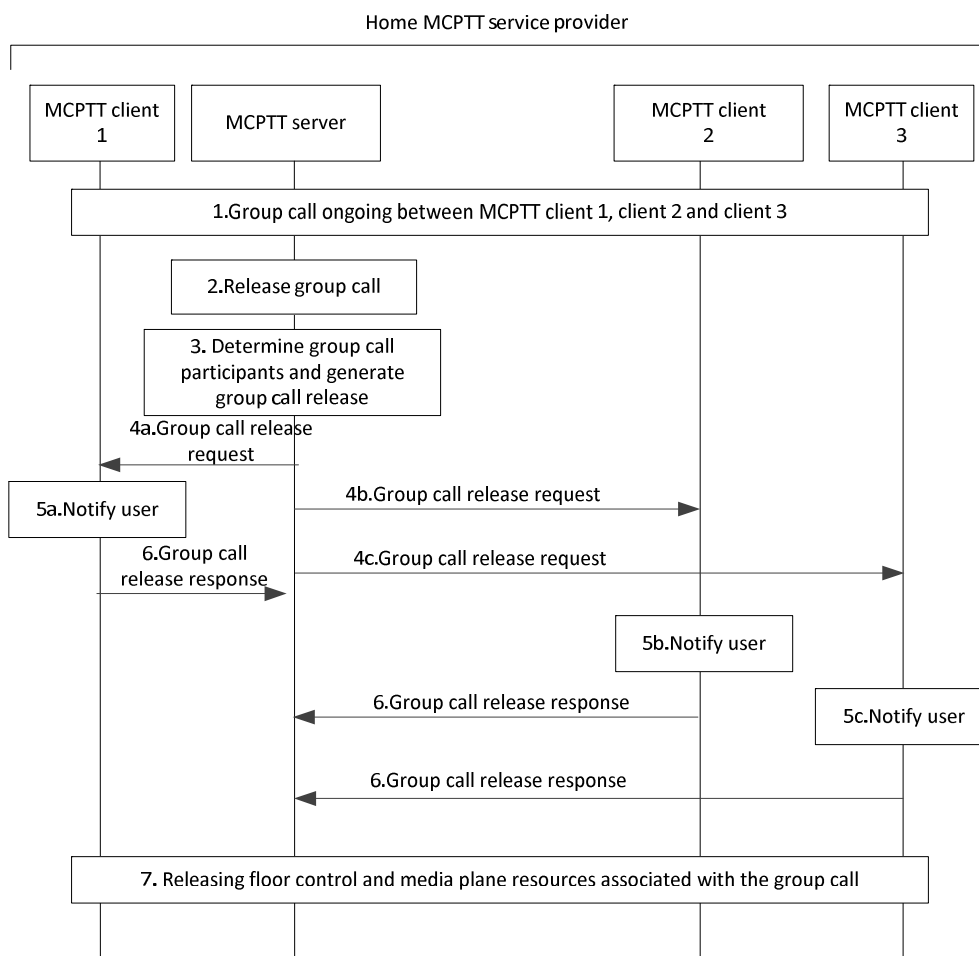 Home MCPTT service provider
MCPTT client
1
MCPTT server
MCPTT client
2
MCPTT client
3
1.Group call ongoing between MCPTT client 1, client 2 and client 3
2.Release group call
3. Determine group call
participants and generate
group call release
4a.Group call release
request
4b.Group call release request
5a.Notify user
6.Group call
release response
4c.Group call release request
5b.Notify user
6.Group call release response
5c.Notify user
6.Group call release response
7. Releasing floor control and media plane resources associated with the group call